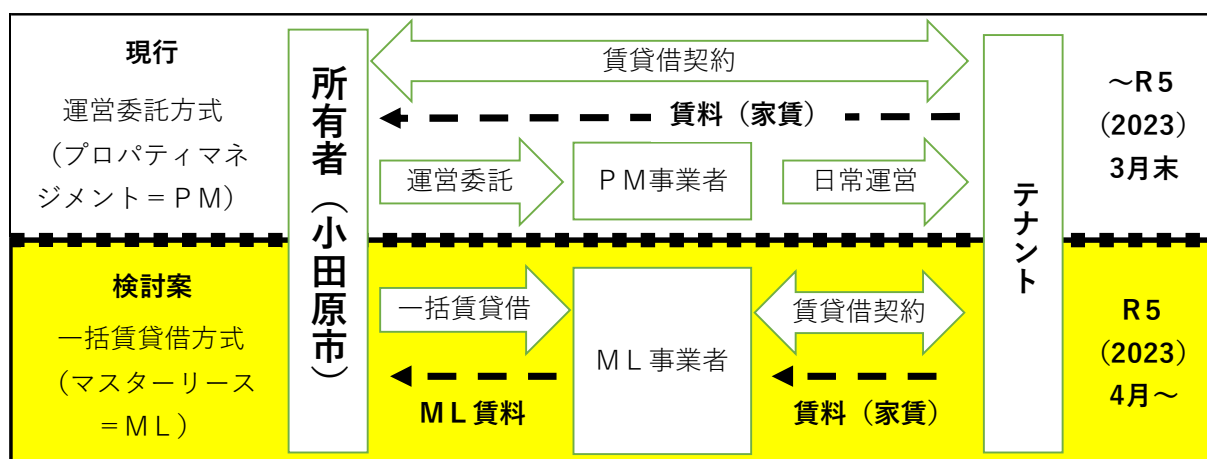 現行
運営委託方式
（プロパティマネ
ジメント＝ＰＭ）
所有者（小田原市）
賃貸借契約
賃料（家賃）
運営委託
ＰＭ事業者
日常運営
テナント
～R５
(2023)
3月末
検討案
一括賃貸借方式
（マスターリース
＝ＭＬ）
一括賃貸借
ＭＬ事業者
賃貸借契約
ＭＬ賃料
賃料（家賃）
R５
(2023)
4月～